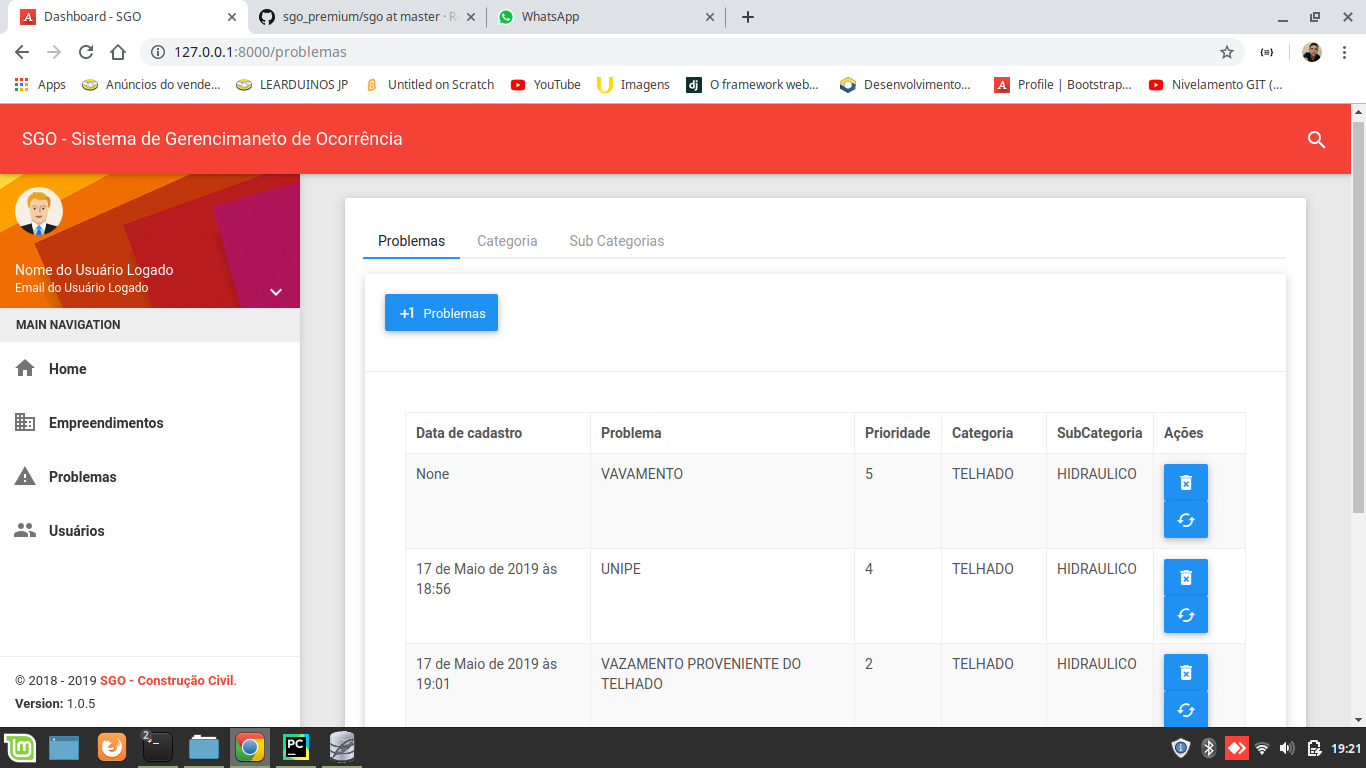 Dashboard - SGO
sgo_premium/sgo at master · R
WhatsApp
127.0.0.1:8000/problemas
Apps
Anúncios do vende...
LEARDUINOS JP
Untitled on Scratch
YouTube
Imagens
dj
O framework web...
Desenvolvimento...
Profile | Bootstrap...
Nivelamento GIT (...
SGO - Sistema de Gerencimaneto de Ocorrência
Nome do Usuário Logado
Email do Usuário Logado
MAIN NAVIGATION
Home
Empreendimentos
Problemas
Usuários
© 2018 - 2019 SGO - Construção Civil.
Version: 1.0.5
Problemas Categoria Sub Categorias
+1 Problemas
Data de cadastro Problema Prioridade Categoria SubCategoria Ações
None VAVAMENTO 5 TELHADO HIDRAULICO
17 de Maio de 2019 às UNIPE 4 TELHADO HIDRAULICO
18:56
17 de Maio de 2019 às VAZAMENTO PROVENIENTE DO 2 TELHADO HIDRAULICO
19:01 TELHADO
2
PC
19:21